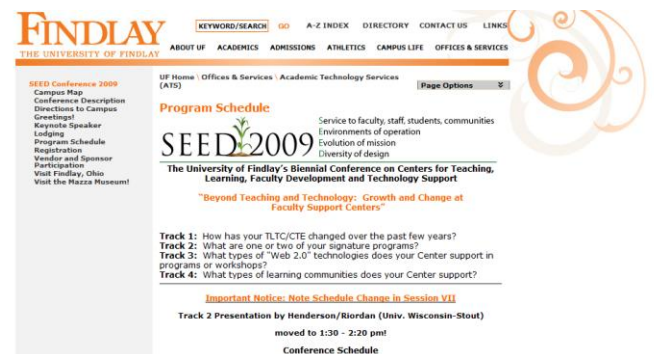 FINDLAY
THE UNIVERSITY OF FINDLAY
KEYWORD/SEARCH GO A-Z INDEX DIRECTORY CONTACT US LINKS
ABOUT UF ACADEMICS ADMISSIONS ATHLETICS CAMPUS LIFE OFFICES & SERVICES
SEED Conference 2009
Campus Map
Conference Description
Directions to Campus
Greetings!
Keynote Speaker
Lodging
Program Schedule
Registration
Vendor and Sponsor
Participation
Visit Findlay, Ohio
Visit the Mazza Museum!
UF Home \ Offices & Services \ Academic Technology Services
(ATS)
Page Options
Program Schedule
SEED 2009
Service to faculty, staff, students, communities
Environments of operation
Evolution of mission
Diversity of design
The University of Findlay's Biennial Conference on Centers for Teaching,
Learning, Faculty Development and Technology Support
"Beyond Teaching and Technology: Growth and Change at
Faculty Support Centers"
Track 1: How has your TLTC/CTE changed over the past few years?
Track 2: What are one or two of your signature programs?
Track 3: What types of "Web 2.0" technologies does your Center support in
programs or workshops?
Track 4: What types of learning communities does your Center support?
Important Notice: Note Schedule Change in Session VII
Track 2 Presentation by Henderson/Riordan (Univ. Wisconsin-Stout)
moved to 1:30 - 2:20 pm!
Conference Schedule